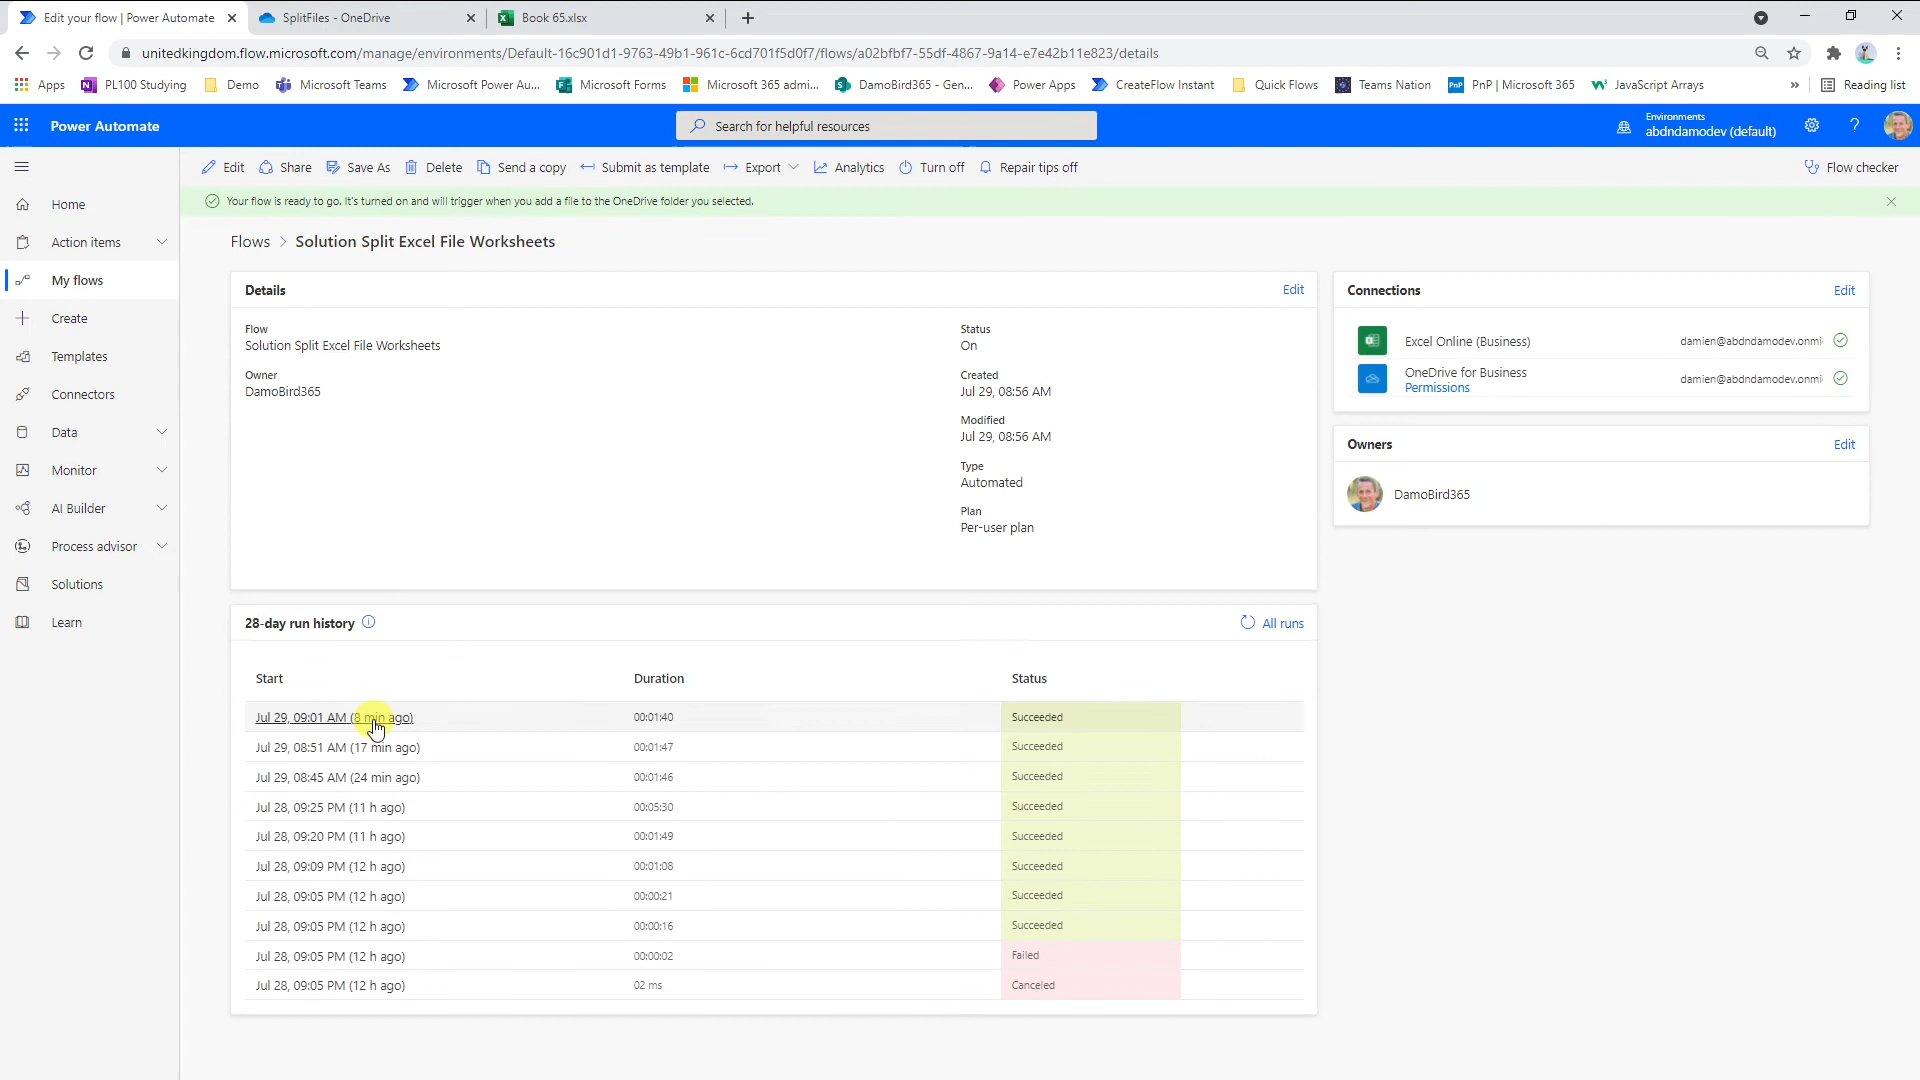 Edit your flow | Power Automate
SplitFiles - OneDrive
Book 65.xlsx
unitedkingdom.flow.microsoft.com/manage/environments/Default-16c901d1-9763-49b1-961c-6cd701f5d0f7/flows/a02bfbf7-55df-4867-9a14-e7e42b11e823/details
Apps
PL100 Studying
Demo
Microsoft Teams
Microsoft Power Au...
Microsoft Forms
Microsoft 365 admi...
DamoBird365 - Gen...
Power Apps
CreateFlow Instant
Quick Flows
Teams Nation
PnP | Microsoft 365
JavaScript Arrays
»
Reading list
Power Automate
Search for helpful resources
Environments
abdndamodev (default)
Edit
Share
Save As
Delete
Send a copy
Submit as template
Export
Analytics
Turn off
Repair tips off
Flow checker
Your flow is ready to go. It's turned on and will trigger when you add a file to the OneDrive folder you selected.
Home
Action items
My flows
Create
Templates
Connectors
Data
Monitor
AI Builder
Process advisor
Solutions
Learn
Flows > Solution Split Excel File Worksheets
Details
Edit
Flow
Solution Split Excel File Worksheets
Owner
DamoBird365
Status
On
Created
Jul 29, 08:56 AM
Modified
Jul 29, 08:56 AM
Type
Automated
Plan
Per-user plan
Connections
Edit
Excel Online (Business)
damien@abdndamodev.onmi
OneDrive for Business
Permissions
damien@abdndamodev.onmi
Owners
Edit
DamoBird365
28-day run history
All runs
Start Duration Status
Jul 29, 09:01 AM (8 min ago) 00:01:40 Succeeded
Jul 29, 08:51 AM (17 min ago) 00:01:47 Succeeded
Jul 29, 08:45 AM (24 min ago) 00:01:46 Succeeded
Jul 28, 09:25 PM (11 h ago) 00:05:30 Succeeded
Jul 28, 09:20 PM (11 h ago) 00:01:49 Succeeded
Jul 28, 09:09 PM (12 h ago) 00:01:08 Succeeded
Jul 28, 09:05 PM (12 h ago) 00:00:21 Succeeded
Jul 28, 09:05 PM (12 h ago) 00:00:16 Succeeded
Jul 28, 09:05 PM (12 h ago) 00:00:02 Failed
Jul 28, 09:05 PM (12 h ago) 02 ms Canceled